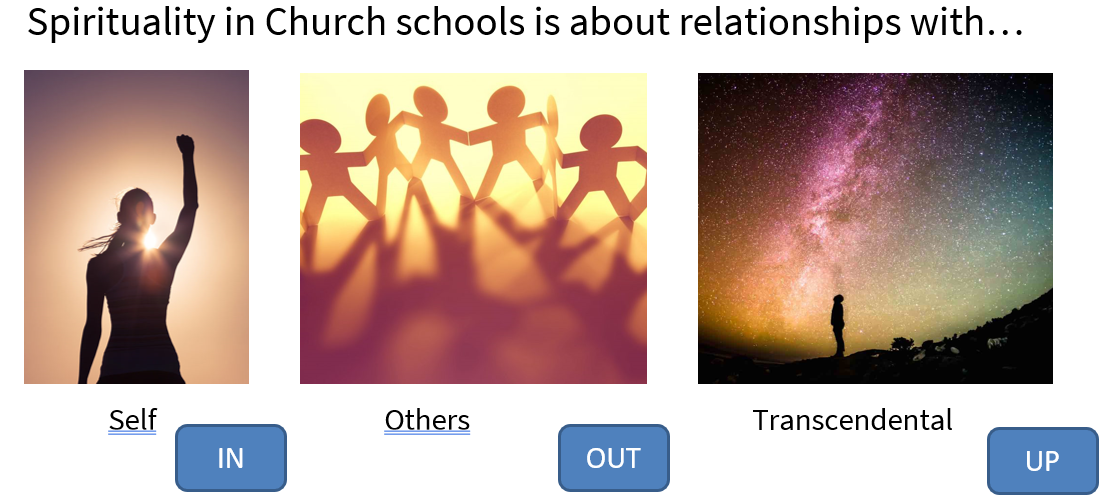 Spirituality in Church schools is about relationships with…
Self
Others
Transcendental
IN
OUT
UP